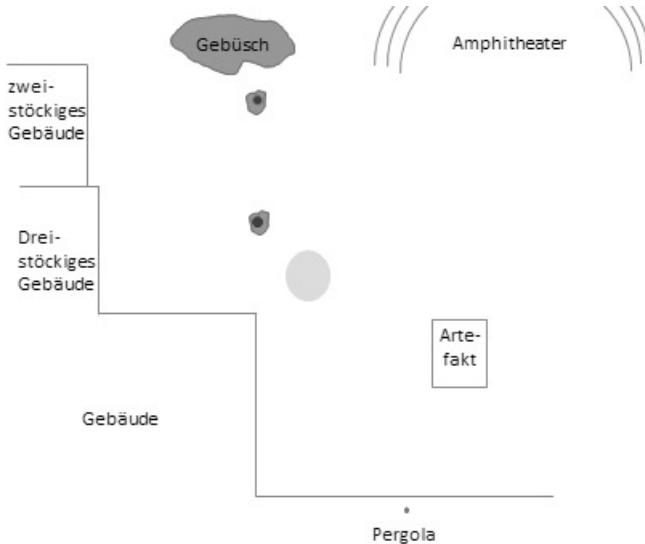 Gebüsch
Amphitheater
zwei-
stöckiges
Gebäude
Drei-
stöckiges
Gebäude
Arte-
fakt
Gebäude
Pergola